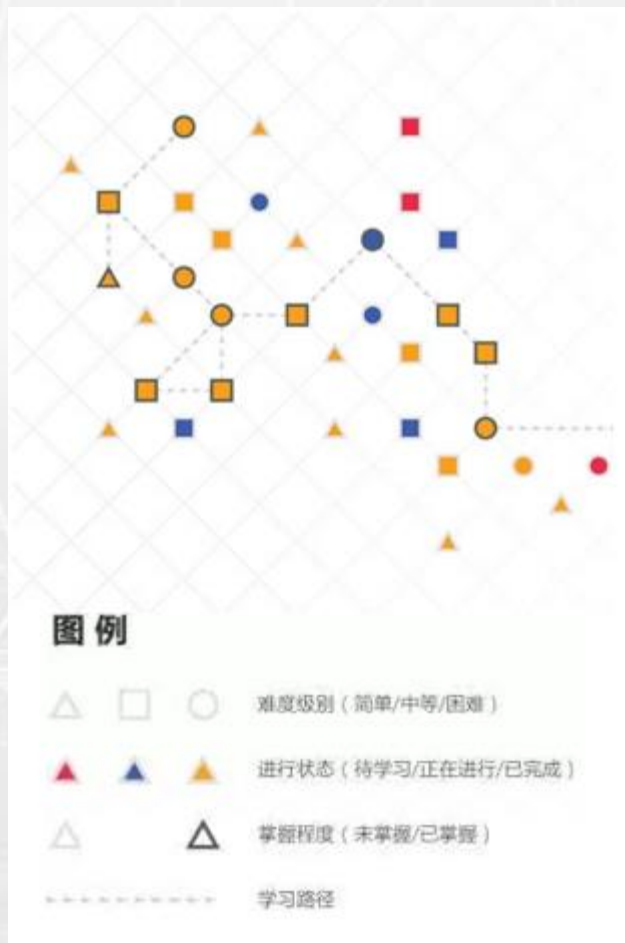 图例
难度级别（简单/中等/困难）
进行状态（待学习/正在进行/已完成）
掌握程度（未掌握/已掌握）
学习路径